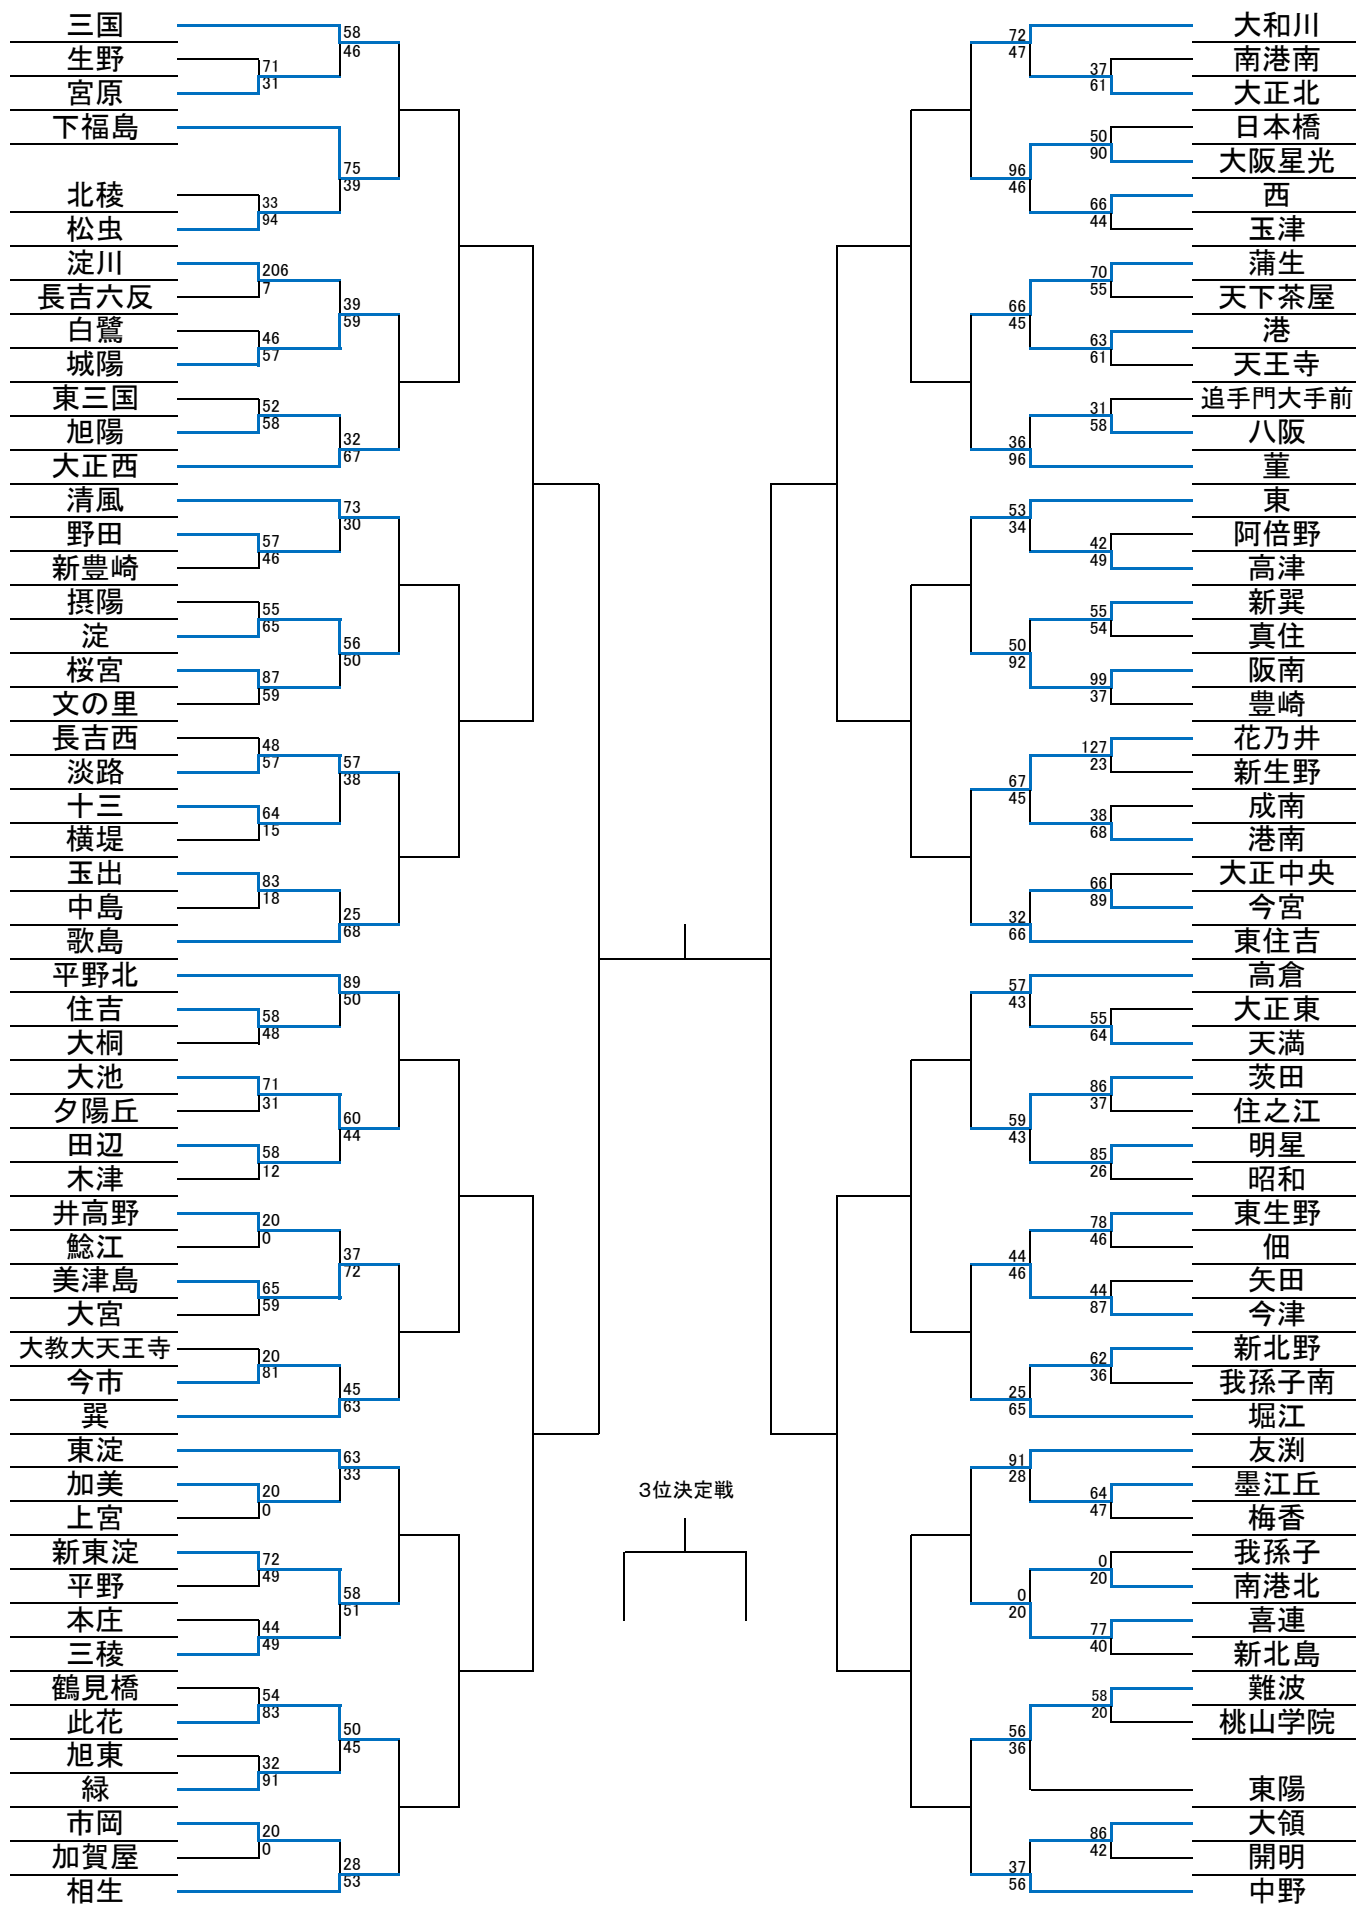 三国
生野
宮原
下福島
北稜
松虫
淀川
長吉六反
白鷺
城陽
東三国
旭陽
大正西
清風
野田
新豊崎
摂陽
淀
桜宮
文の里
長吉西
淡路
十三
横堤
玉出
中島
歌島
平野北
住吉
大桐
大池
夕陽丘
田辺
木津
井高野
鯰江
美津島
大宮
大教大天王寺
今市
巽
東淀
加美
上宮
新東淀
平野
本庄
三稜
鶴見橋
此花
旭東
緑
市岡
加賀屋
相生
71
31
33
94
206
7
46
57
52
58
57
46
55
65
87
59
48
57
64
15
83
18
58
48
71
31
58
12
20
0
65
59
20
81
20
0
72
49
44
49
54
83
32
91
20
0
58
46
75
39
39
59
32
67
73
30
56
50
57
38
25
68
89
50
60
44
37
72
45
63
63
33
58
51
50
45
28
53
3位決定戦
72
47
96
46
66
45
36
96
53
34
50
92
67
45
32
66
57
43
59
43
44
46
25
65
91
28
0
20
56
36
37
56
37
61
50
90
66
44
70
55
63
61
31
58
42
49
55
54
99
37
127
23
38
68
66
89
55
64
86
37
85
26
78
46
44
87
62
36
64
47
0
20
77
40
58
20
86
42
大和川
南港南
大正北
日本橋
大阪星光
西
玉津
蒲生
天下茶屋
港
天王寺
追手門大手前
八阪
菫
東
阿倍野
高津
新巽
真住
阪南
豊崎
花乃井
新生野
成南
港南
大正中央
今宮
東住吉
高倉
大正東
天満
茨田
住之江
明星
昭和
東生野
佃
矢田
今津
新北野
我孫子南
堀江
友渕
墨江丘
梅香
我孫子
南港北
喜連
新北島
難波
桃山学院
東陽
大領
開明
中野